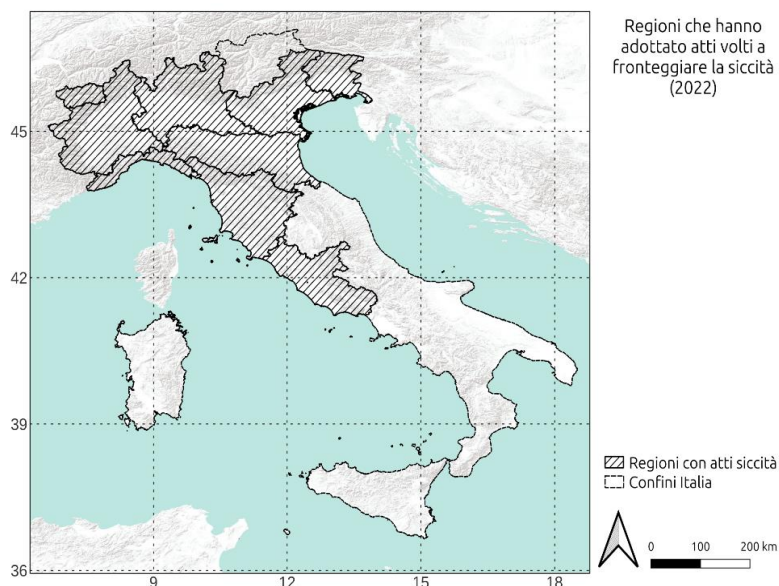 Regioni che hanno
adottato atti volti a
fronteggiare la siccità
(2022)
45
42
39
36
9
12
15
18
Regioni con atti siccità
Confini Italia
0 100 200 km